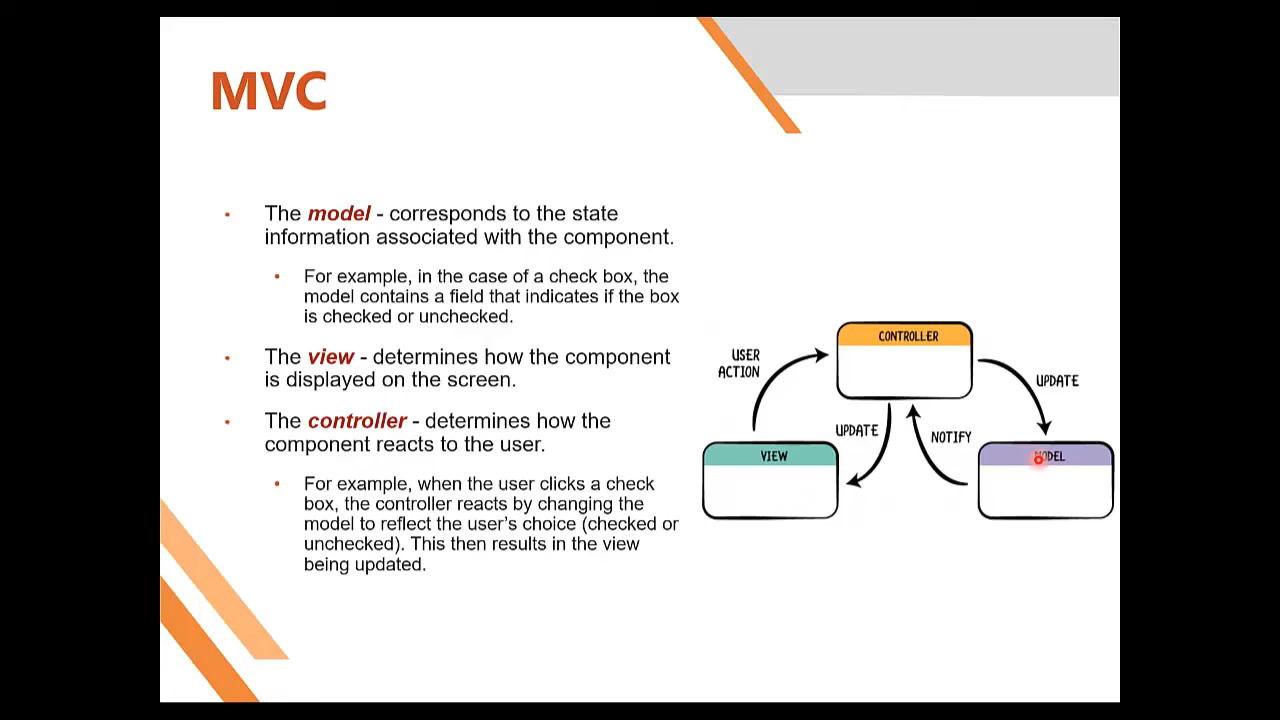 MVC
• The model - corresponds to the state
information associated with the component.
• For example, in the case of a check box, the
model contains a field that indicates if the box
is checked or unchecked.
• The view - determines how the component
is displayed on the screen.
• The controller - determines how the
component reacts to the user.
• For example, when the user clicks a check
box, the controller reacts by changing the
model to reflect the user's choice (checked or
unchecked). This then results in the view
being updated.
CONTROLLER
USER
ACTION
UPDATE
UPDATE
NOTIFY
VIEW
MODEL